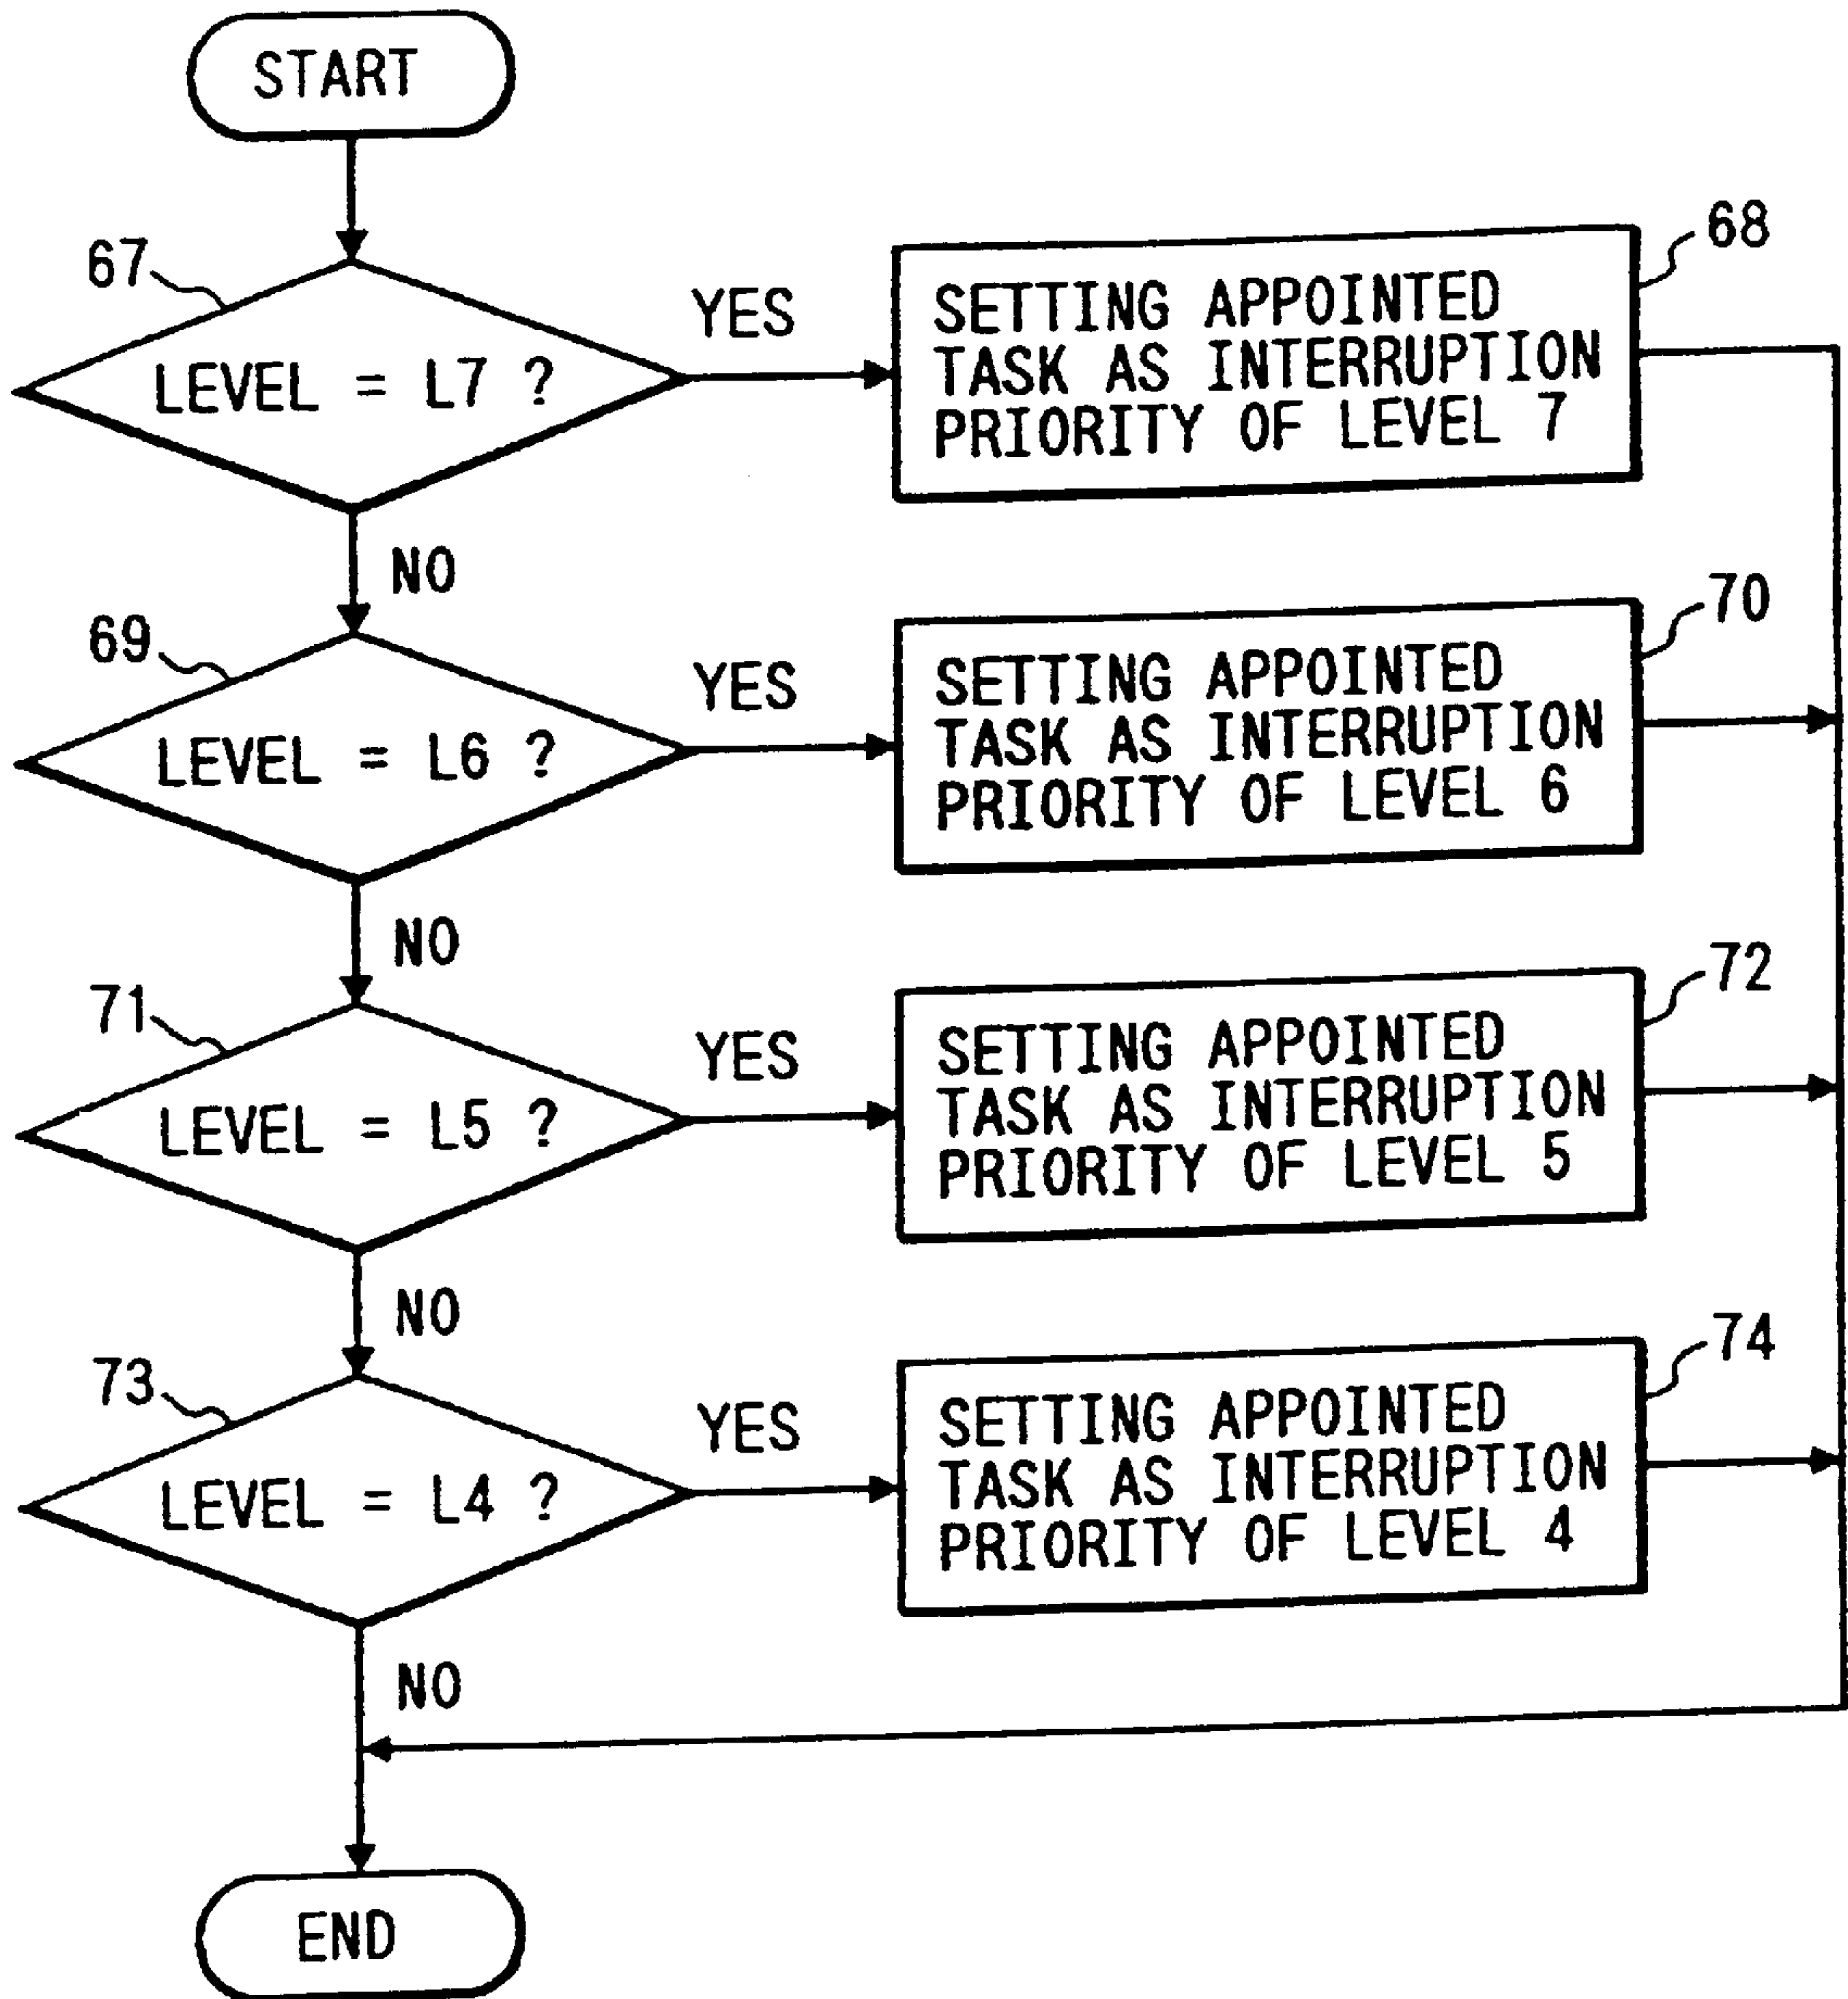 START
67
LEVEL = L7 ?
YES
68
SETTING APPOINTED
TASK AS INTERRUPTION
PRIORITY OF LEVEL 7
NO
69
LEVEL = L6 ?
YES
70
SETTING APPOINTED
TASK AS INTERRUPTION
PRIORITY OF LEVEL 6
NO
71
LEVEL = L5 ?
YES
72
SETTING APPOINTED
TASK AS INTERRUPTION
PRIORITY OF LEVEL 5
NO
73
LEVEL = L4 ?
YES
74
SETTING APPOINTED
TASK AS INTERRUPTION
PRIORITY OF LEVEL 4
NO
END